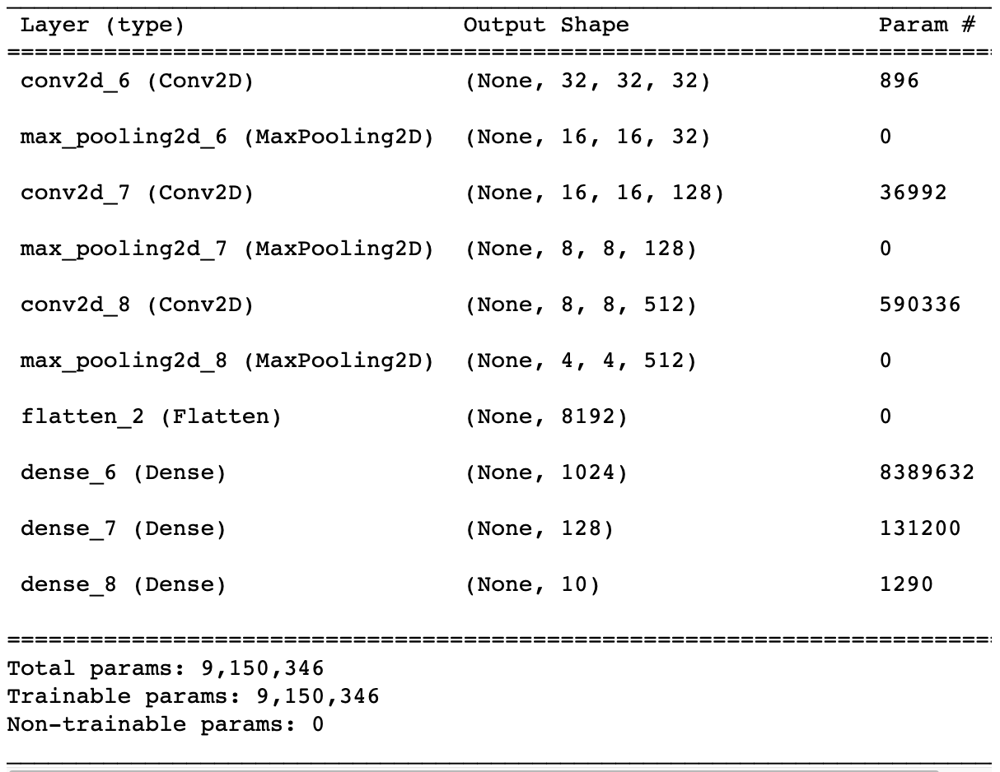 Layer (type) Output Shape Param #
conv2d_6 (Conv2D) (None, 32, 32, 32) 896
max_pooling2d_6 (MaxPooling2D) (None, 16, 16, 32) 0
conv2d_7 (Conv2D) (None, 16, 16, 128) 36992
max_pooling2d_7 (MaxPooling2D) (None, 8, 8, 128) 0
conv2d_8 (Conv2D) (None, 8, 8, 512) 590336
max_pooling2d_8 (MaxPooling2D) (None, 4, 4, 512) 0
flatten_2 (Flatten) (None, 8192) 0
dense_6 (Dense) (None, 1024) 8389632
dense_7 (Dense) (None, 128) 131200
dense_8 (Dense) (None, 10) 1290
Total params: 9,150,346
Trainable params: 9,150,346
Non-trainable params: 0